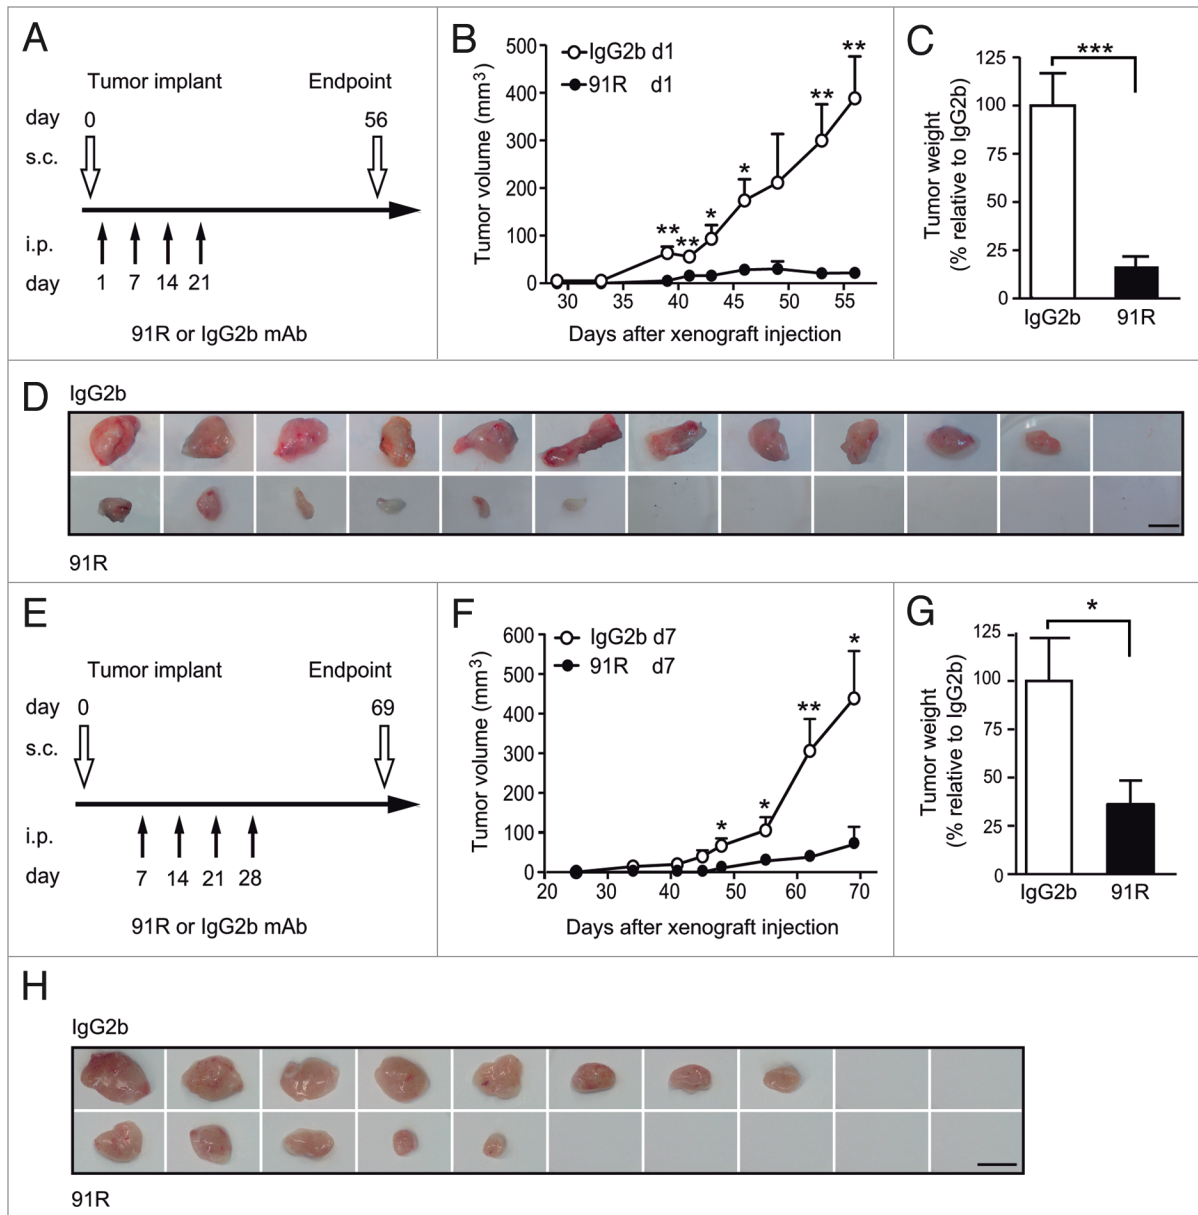 A
Tumor implant Endpoint
day 0 56
s.c.
i.p.
day 1 7 14 21
91R or IgG2b mAb
B
IgG2b d1
91R d1
Tumor volume (mm³)
500
400
300
200
100
0
30 35 40 45 50 55
Days after xenograft injection
** ** * * ** **
C
Tumor weight
(% relative to IgG2b)
125
100
75
50
25
0
***
IgG2b 91R
D
IgG2b
91R
E
Tumor implant Endpoint
day 0 69
s.c.
i.p.
day 7 14 21 28
91R or IgG2b mAb
F
IgG2b d7
91R d7
Tumor volume (mm³)
600
500
400
300
200
100
0
20 30 40 50 60 70
Days after xenograft injection
* * ** *
G
Tumor weight
(% relative to IgG2b)
125
100
75
50
25
0
*
IgG2b 91R
H
IgG2b
91R